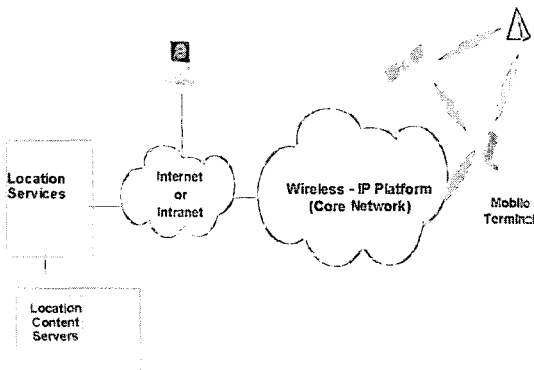 Location
Services
Internet
or
Intranet
Wireless - IP Platform
(Core Network)
Mobile
Terminal
Location
Content
Servers